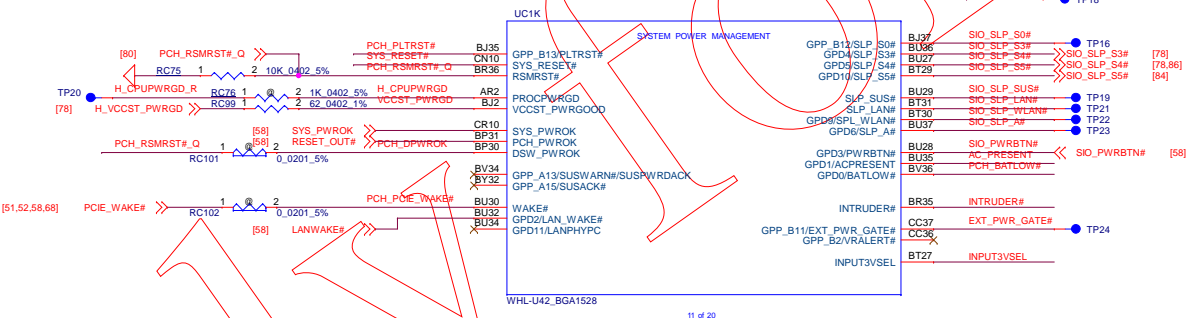 TP18
UC1K
SYSTEM POWER MANAGEMENT
[80] PCH_RSMRST#_Q
RC75 1 2 10K_0402_5%
H_CPUPWRGD_R
TP20 RC76 1 @ 2 1K_0402_5%
[78] H_VCCST_PWRGD RC99 1 2 62_0402_1%
PCH_PLTRST# BJ35 GPP_B13/PLTRST#
SYS_RESET# CN10 SYS_RESET#
PCH_RSMRST#_Q BR36 RSMRST#
H_CPUPWRGD AR2 PROCPWRGD
VCCST_PWRGD BJ2 VCCST_PWRGOOD
[58] SYS_PWROK CR10 SYS_PWROK
[58] RESET_OUT# BP31 PCH_PWROK
PCH_RSMRST#_Q RC101 1 @ 2 0_0201_5% PCH_DPWROK BP30 DSW_PWROK
BV34 GPP_A13/SUSWARN#/SUSPWRDACK
BY32 GPP_A15/SUSACK#
[51,52,58,68] PCIE_WAKE# RC102 1 @ 2 0_0201_5% PCH_PCIE_WAKE# BU30 WAKE#
[58] LANWAKE# BU32 GPD2/LAN_WAKE#
BU34 GPD11/LANPHYPC
GPP_B12/SLP_S0# BJ37 SIO_SLP_S0# TP16
GPD4/SLP_S3# BU36 SIO_SLP_S3# SIO_SLP_S3# [78]
GPD5/SLP_S4# BU27 SIO_SLP_S4# SIO_SLP_S4# [78,86]
GPD10/SLP_S5# BT29 SIO_SLP_S5# SIO_SLP_S5# [84]
SLP_SUS# BU29 SIO_SLP_SUS# TP19
SLP_LAN# BT31 SIO_SLP_LAN# TP21
GPD9/SPL_WLAN# BT30 SIO_SLP_WLAN# TP22
GPD6/SLP_A# BU37 SIO_SLP_A# TP23
GPD3/PWRBTN# BU28 SIO_PWRBTN# SIO_PWRBTN# [58]
GPD1/ACPRESENT BU35 AC_PRESENT
GPD0/BATLOW# BV36 PCH_BATLOW#
INTRUDER# BR35 INTRUDER#
GPP_B11/EXT_PWR_GATE# CC37 EXT_PWR_GATE# TP24
GPP_B2/VRALERT# CC36
INPUT3VSEL BT27 INPUT3VSEL
WHL-U42_BGA1528
11 of 20